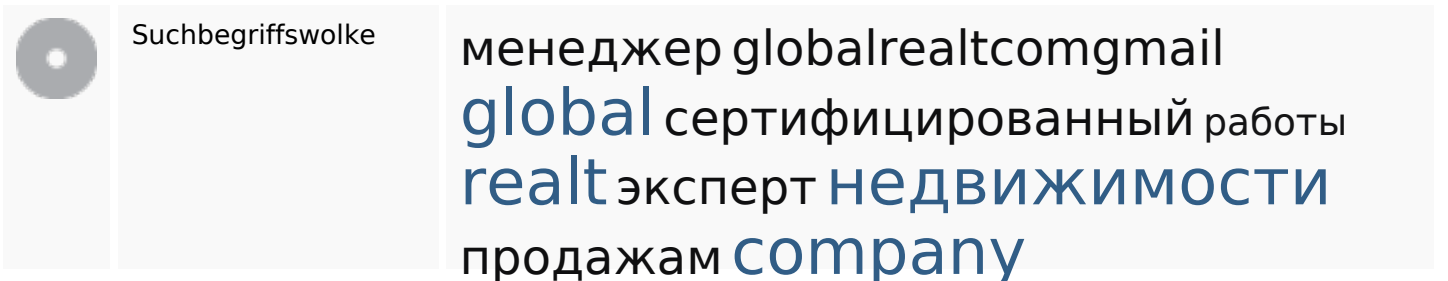 Suchbegriffswolke
менеджер globalrealtcomgmail
global сертифицированный работы
realt эксперт недвижимости
продажам company